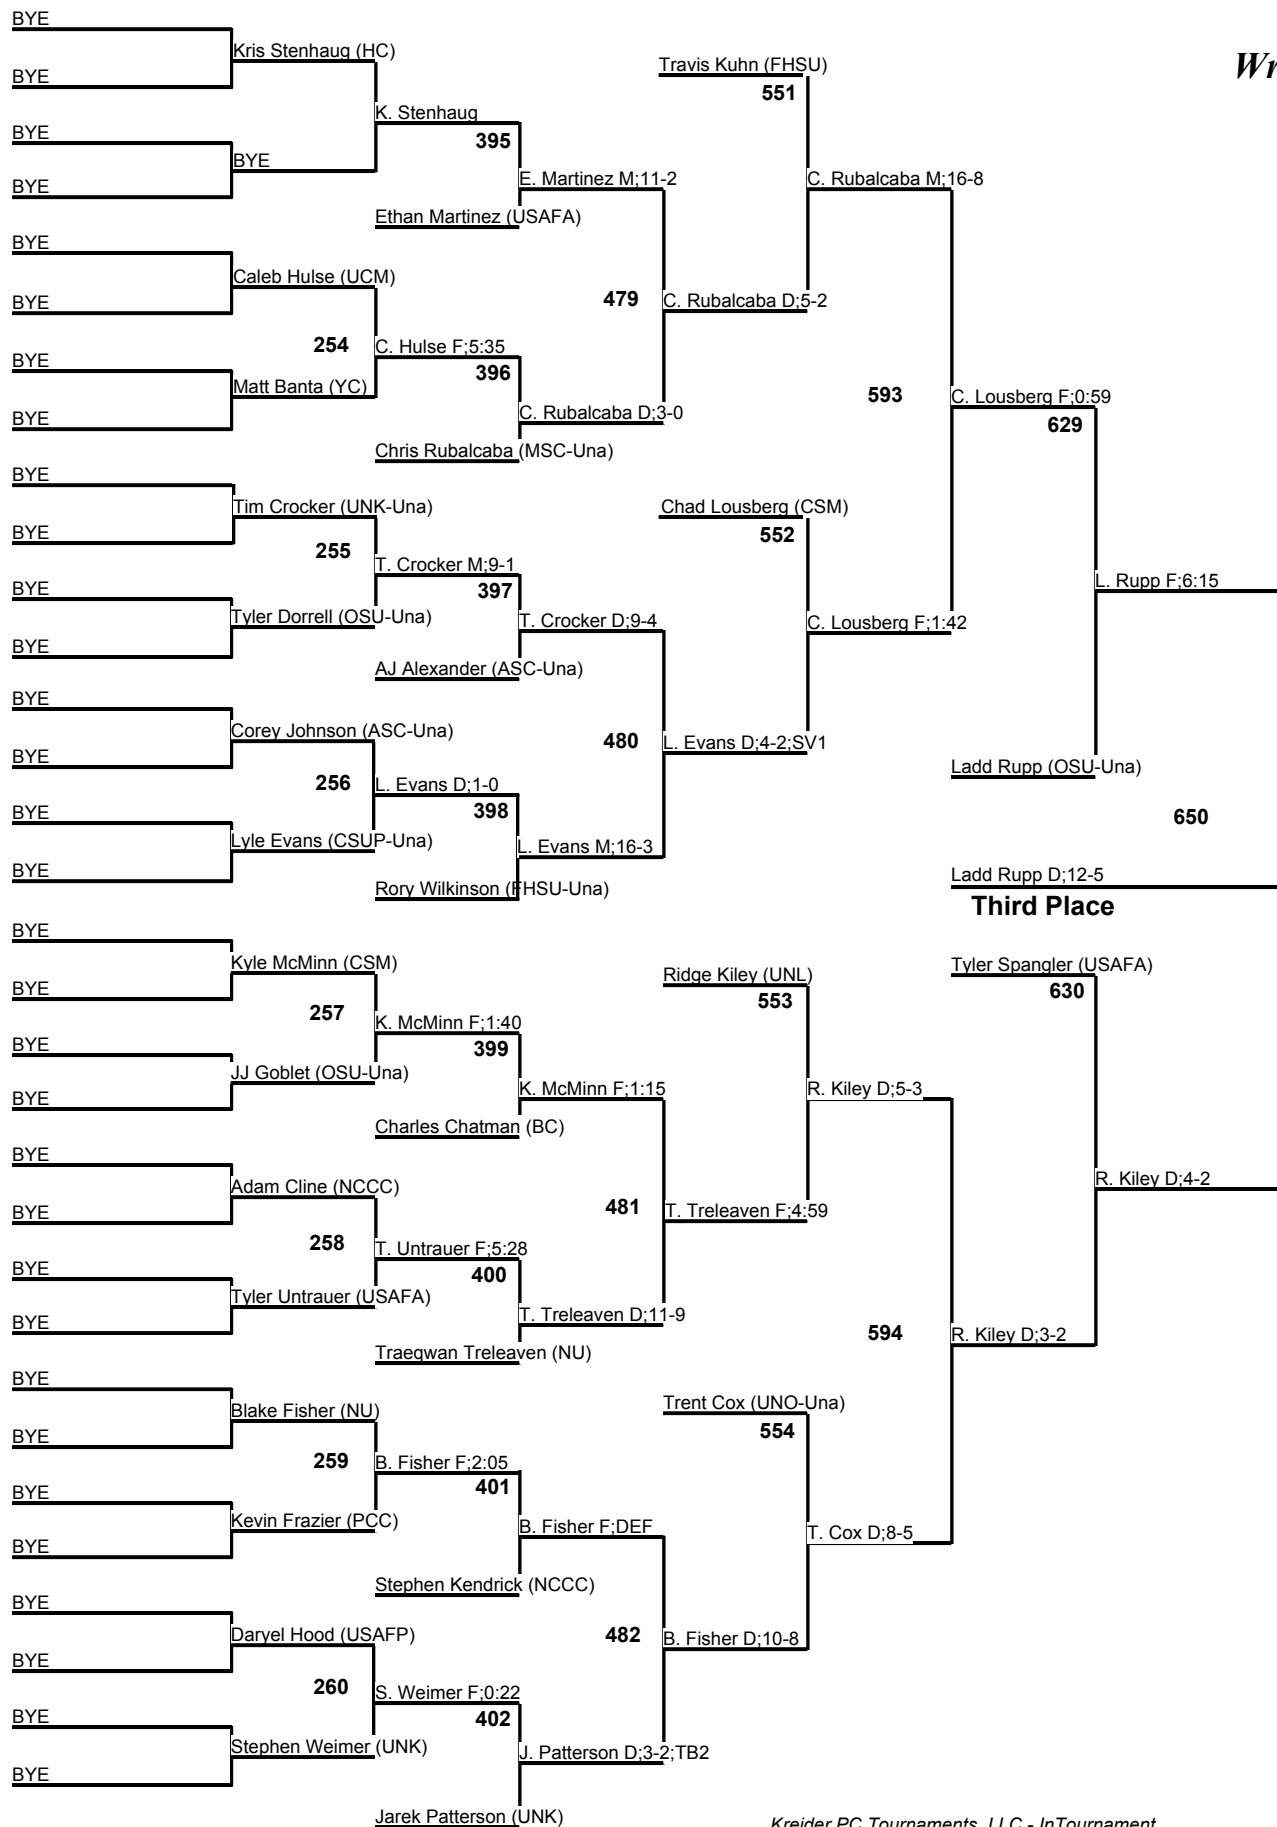 BYE
Kris Stenhaug (HC)
BYE
K. Stenhaug
395
BYE
BYE
BYE
E. Martinez M;11-2
Ethan Martinez (USAFA)
BYE
Caleb Hulse (UCM)
BYE
479
C. Rubalcaba D;5-2
254
C. Hulse F;5:35
396
BYE
Matt Banta (YC)
BYE
C. Rubalcaba D;3-0
Chris Rubalcaba (MSC-Una)
BYE
Tim Crocker (UNK-Una)
BYE
255
T. Crocker M;9-1
397
BYE
Tyler Dorrell (OSU-Una)
BYE
T. Crocker D;9-4
AJ Alexander (ASC-Una)
BYE
Corey Johnson (ASC-Una)
BYE
480
L. Evans D;4-2;SV1
256
L. Evans D;1-0
398
BYE
Lyle Evans (CSUP-Una)
BYE
L. Evans M;16-3
Rory Wilkinson (FHSU-Una)
Travis Kuhn (FHSU)
551
C. Rubalcaba M;16-8
593
C. Lousberg F;0:59
629
Chad Lousberg (CSM)
552
C. Lousberg F;1:42
L. Rupp F;6:15
Ladd Rupp (OSU-Una)
650
Ladd Rupp D;12-5
Third Place
BYE
Kyle McMinn (CSM)
BYE
257
K. McMinn F;1:40
399
BYE
JJ Goblet (OSU-Una)
BYE
K. McMinn F;1:15
Charles Chatman (BC)
BYE
Adam Cline (NCCC)
BYE
481
T. Treleaven F;4:59
258
T. Untrauer F;5:28
400
BYE
Tyler Untrauer (USAFA)
BYE
T. Treleaven D;11-9
Traeqwan Treleaven (NU)
BYE
Blake Fisher (NU)
BYE
259
B. Fisher F;2:05
401
BYE
Kevin Frazier (PCC)
BYE
B. Fisher F;DEF
Stephen Kendrick (NCCC)
BYE
Daryel Hood (USAFP)
BYE
482
B. Fisher D;10-8
260
S. Weimer F;0:22
402
BYE
Stephen Weimer (UNK)
BYE
J. Patterson D;3-2;TB2
Jarek Patterson (UNK)
Ridge Kiley (UNL)
553
R. Kiley D;5-3
594
R. Kiley D;3-2
Trent Cox (UNO-Una)
554
T. Cox D;8-5
Tyler Spangler (USAFA)
630
R. Kiley D;4-2
Kreider PC Tournaments, LLC - InTournament